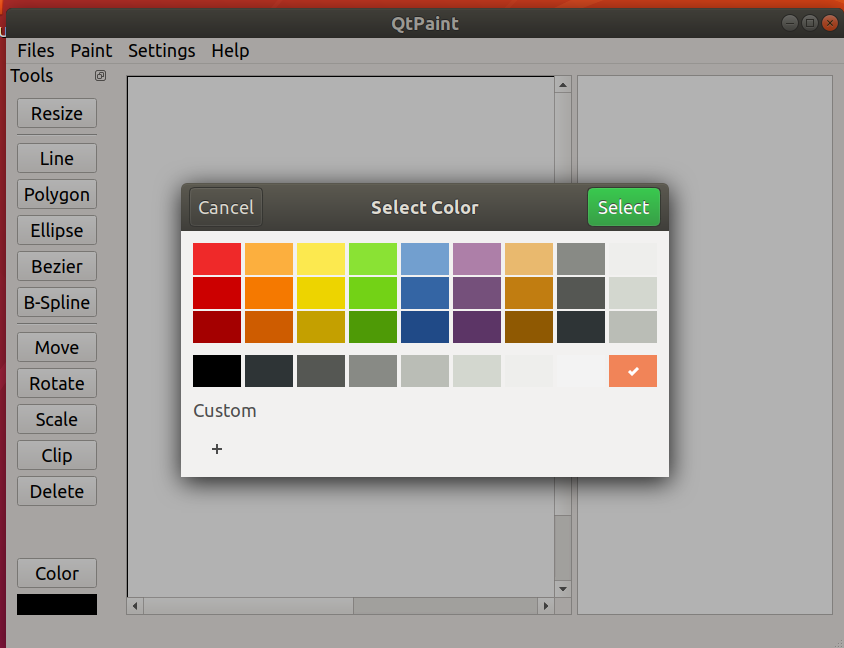 QtPaint
Files Paint Settings Help
Tools
Resize
Line
Polygon
Ellipse
Bezier
B-Spline
Move
Rotate
Scale
Clip
Delete
Color
Cancel Select Color Select
Custom
+